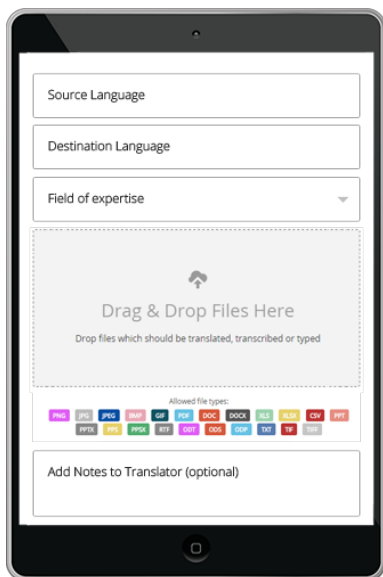 Source Language
Destination Language
Field of expertise
Drag & Drop Files Here
Drop files which should be translated, transcribed or typed
Allowed file types:
PNG JPG JPEG BMP GIF PDF DOC DOCX XLS XLSX CSV PPT
PPTX PPS PPSX RTF ODT ODS ODP TXT TIF TIFF
Add Notes to Translator (optional)